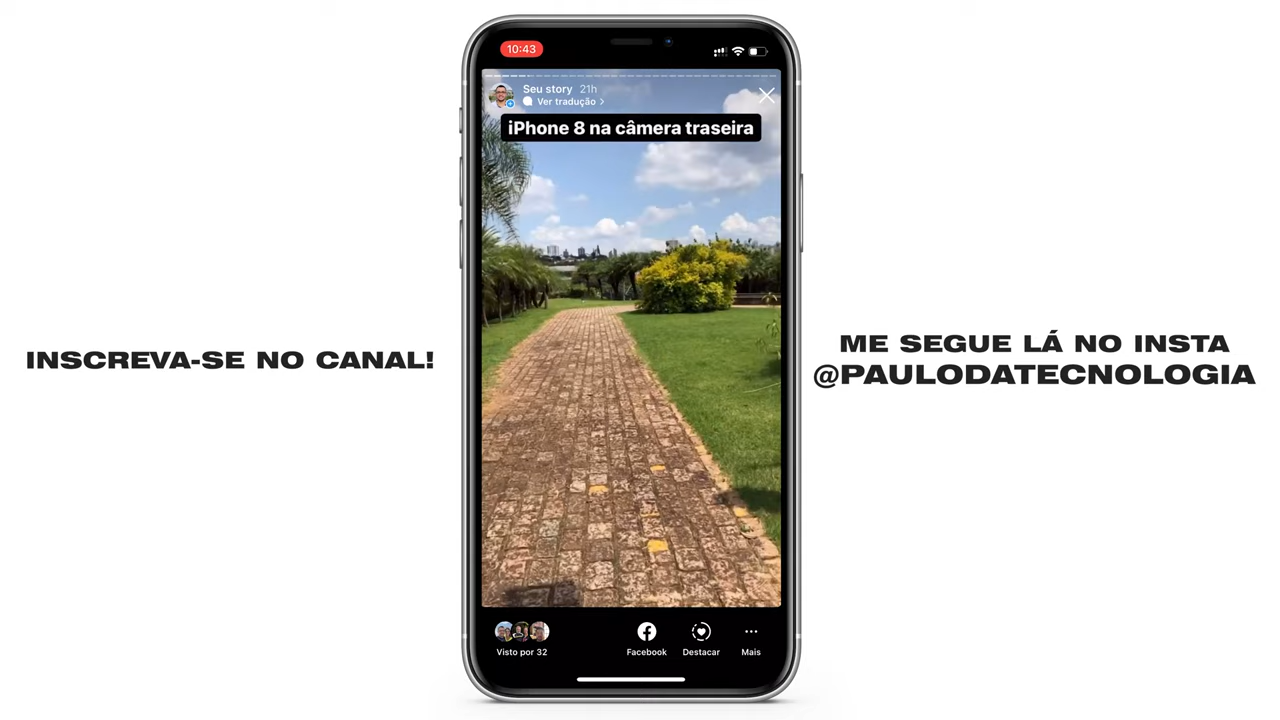 10:43
Seu story 21h
Ver tradução
iPhone 8 na câmera traseira
INSCREVA-SE NO CANAL!
ME SEGUE LÁ NO INSTA
@PAULODATECNOLOGIA
Visto por 32
Facebook
Destacar
Mais